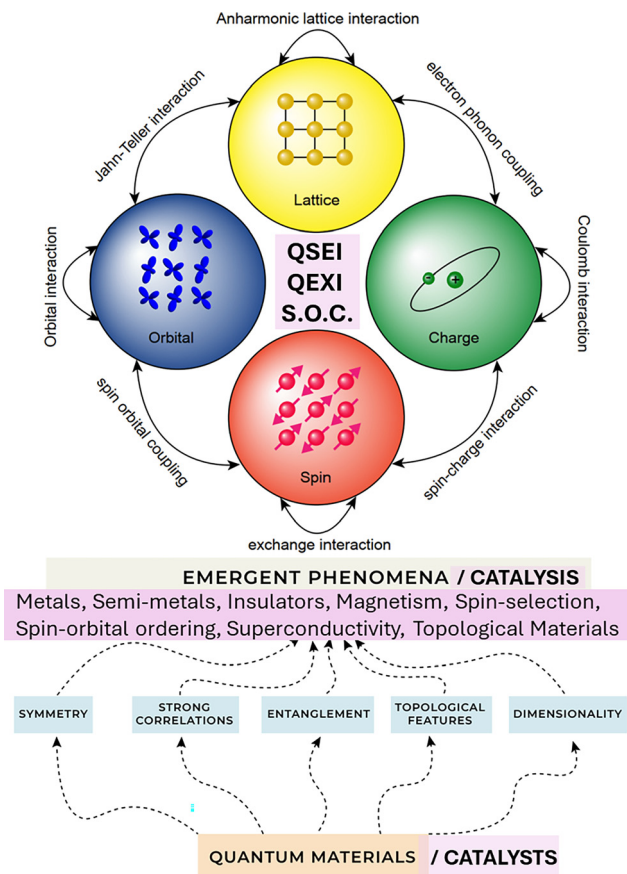 Anharmonic lattice interaction
Jahn-Teller interaction
electron phonon coupling
Lattice
QSEI
QEXI
S.O.C.
Orbital interaction
Orbital
-
+
Charge
Coulomb interaction
spin orbital coupling
Spin
spin-charge interaction
exchange interaction
EMERGENT PHENOMENA / CATALYSIS
Metals, Semi-metals, Insulators, Magnetism, Spin-selection,
Spin-orbital ordering, Superconductivity, Topological Materials
SYMMETRY
STRONG
CORRELATIONS
ENTANGLEMENT
TOPOLOGICAL
FEATURES
DIMENSIONALITY
QUANTUM MATERIALS / CATALYSTS